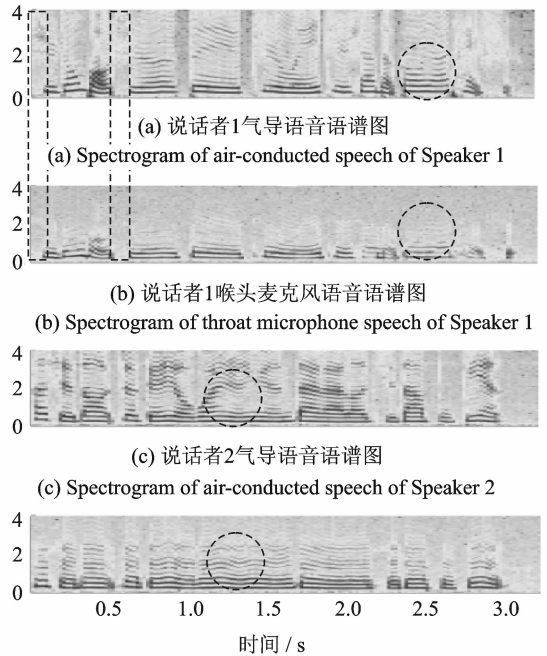 4
2
0
(a) 说话者1气导语音语谱图
(a) Spectrogram of air-conducted speech of Speaker 1
4
2
0
(b) 说话者1喉头麦克风语音语谱图
(b) Spectrogram of throat microphone speech of Speaker 1
4
2
0
(c) 说话者2气导语音语谱图
(c) Spectrogram of air-conducted speech of Speaker 2
4
2
0
0.5 1.0 1.5 2.0 2.5 3.0
时间 / s